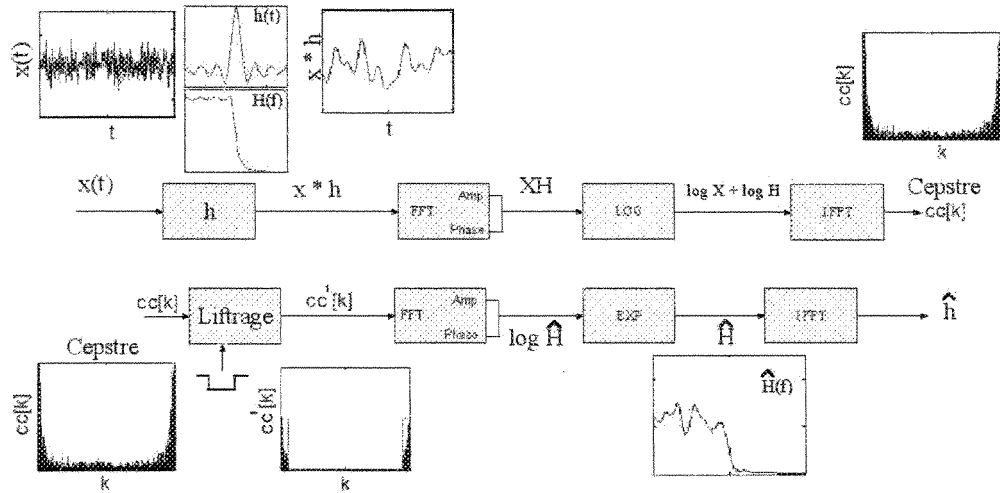 x(t)
t
h(t)
H(f)
x * h
t
cc[k]
k
x(t)
h
x * h
FFT
Amp
Phase
XH
LOG
log X + log H
IFFT
Cepstre
cc[k]
cc[k]
Liftrage
cc'[k]
FFT
Amp
Phase
log Ĥ
EXP
Ĥ
IFFT
ĥ
Cepstre
cc[k]
k
cc'[k]
k
Ĥ(f)